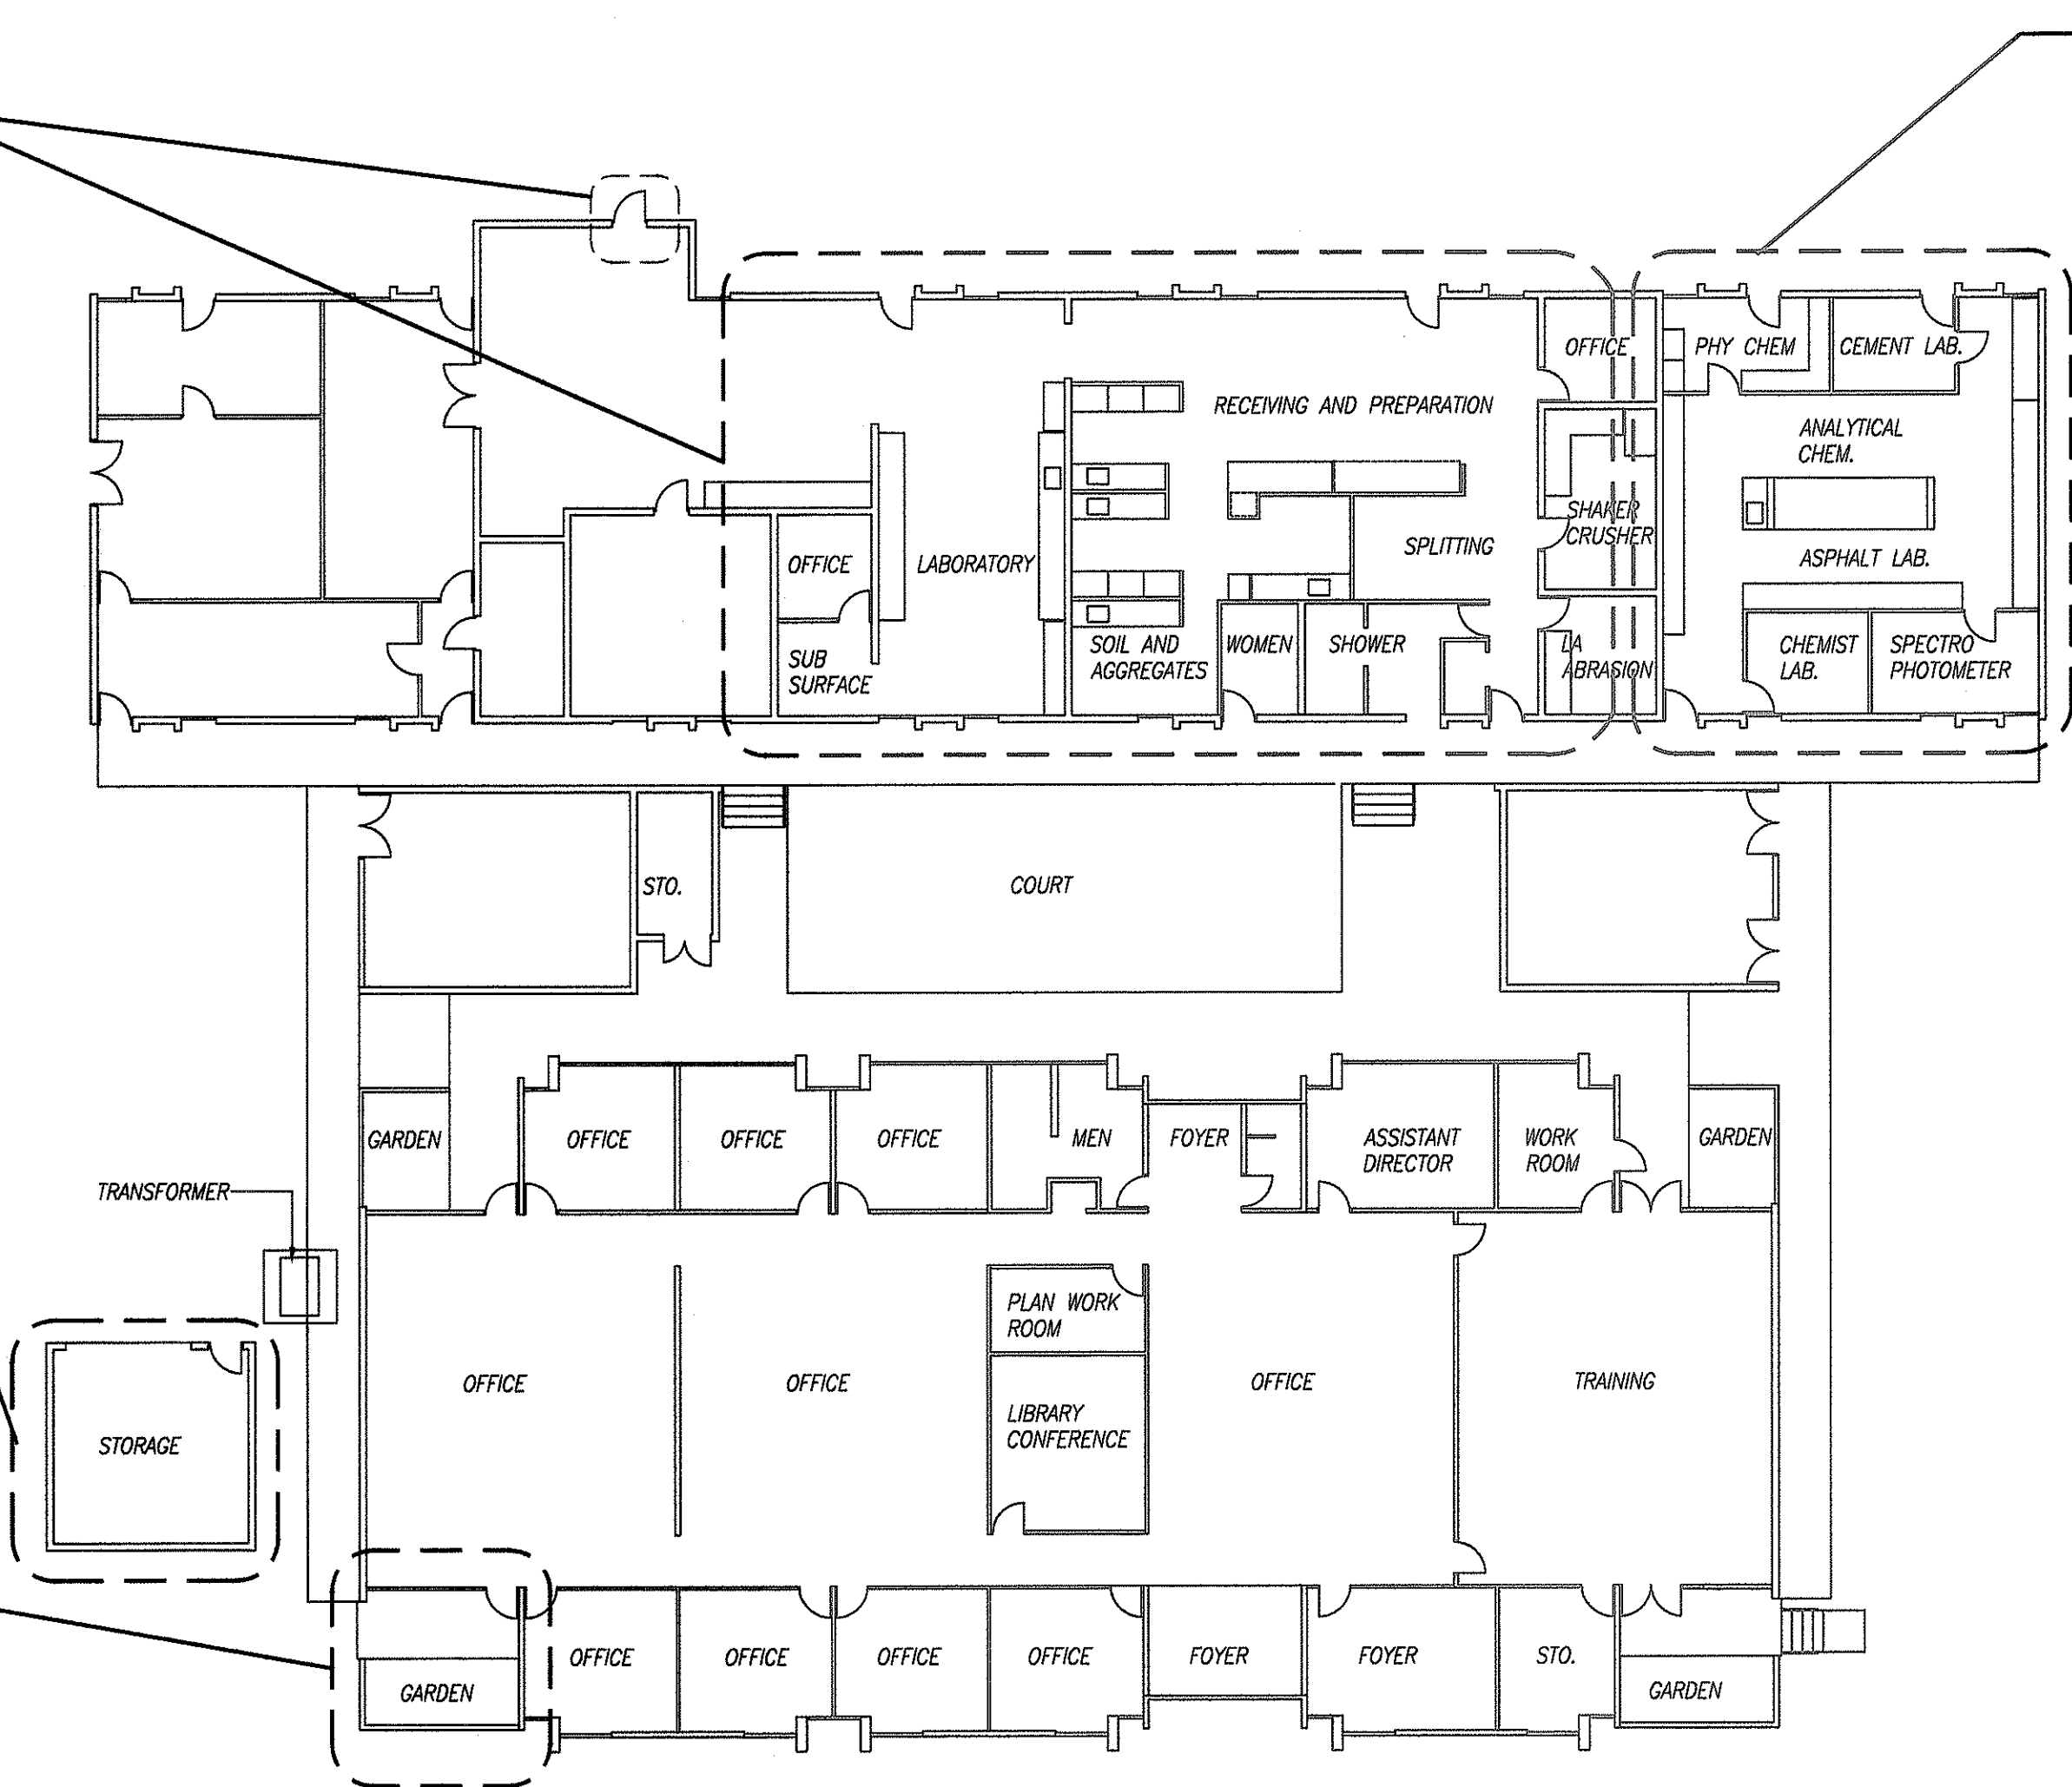 OFFICE
PHY CHEM
CEMENT LAB.
RECEIVING AND PREPARATION
ANALYTICAL
CHEM.
SHAKER
CRUSHER
SPLITTING
OFFICE
LABORATORY
ASPHALT LAB.
SUB
SURFACE
SOIL AND
AGGREGATES
WOMEN
SHOWER
LA
ABRASION
CHEMIST
LAB.
SPECTRO
PHOTOMETER
STO.
COURT
GARDEN
OFFICE
OFFICE
OFFICE
MEN
FOYER
ASSISTANT
DIRECTOR
WORK
ROOM
GARDEN
TRANSFORMER
PLAN WORK
ROOM
OFFICE
OFFICE
OFFICE
TRAINING
LIBRARY
CONFERENCE
STORAGE
OFFICE
OFFICE
OFFICE
OFFICE
FOYER
FOYER
STO.
GARDEN
GARDEN